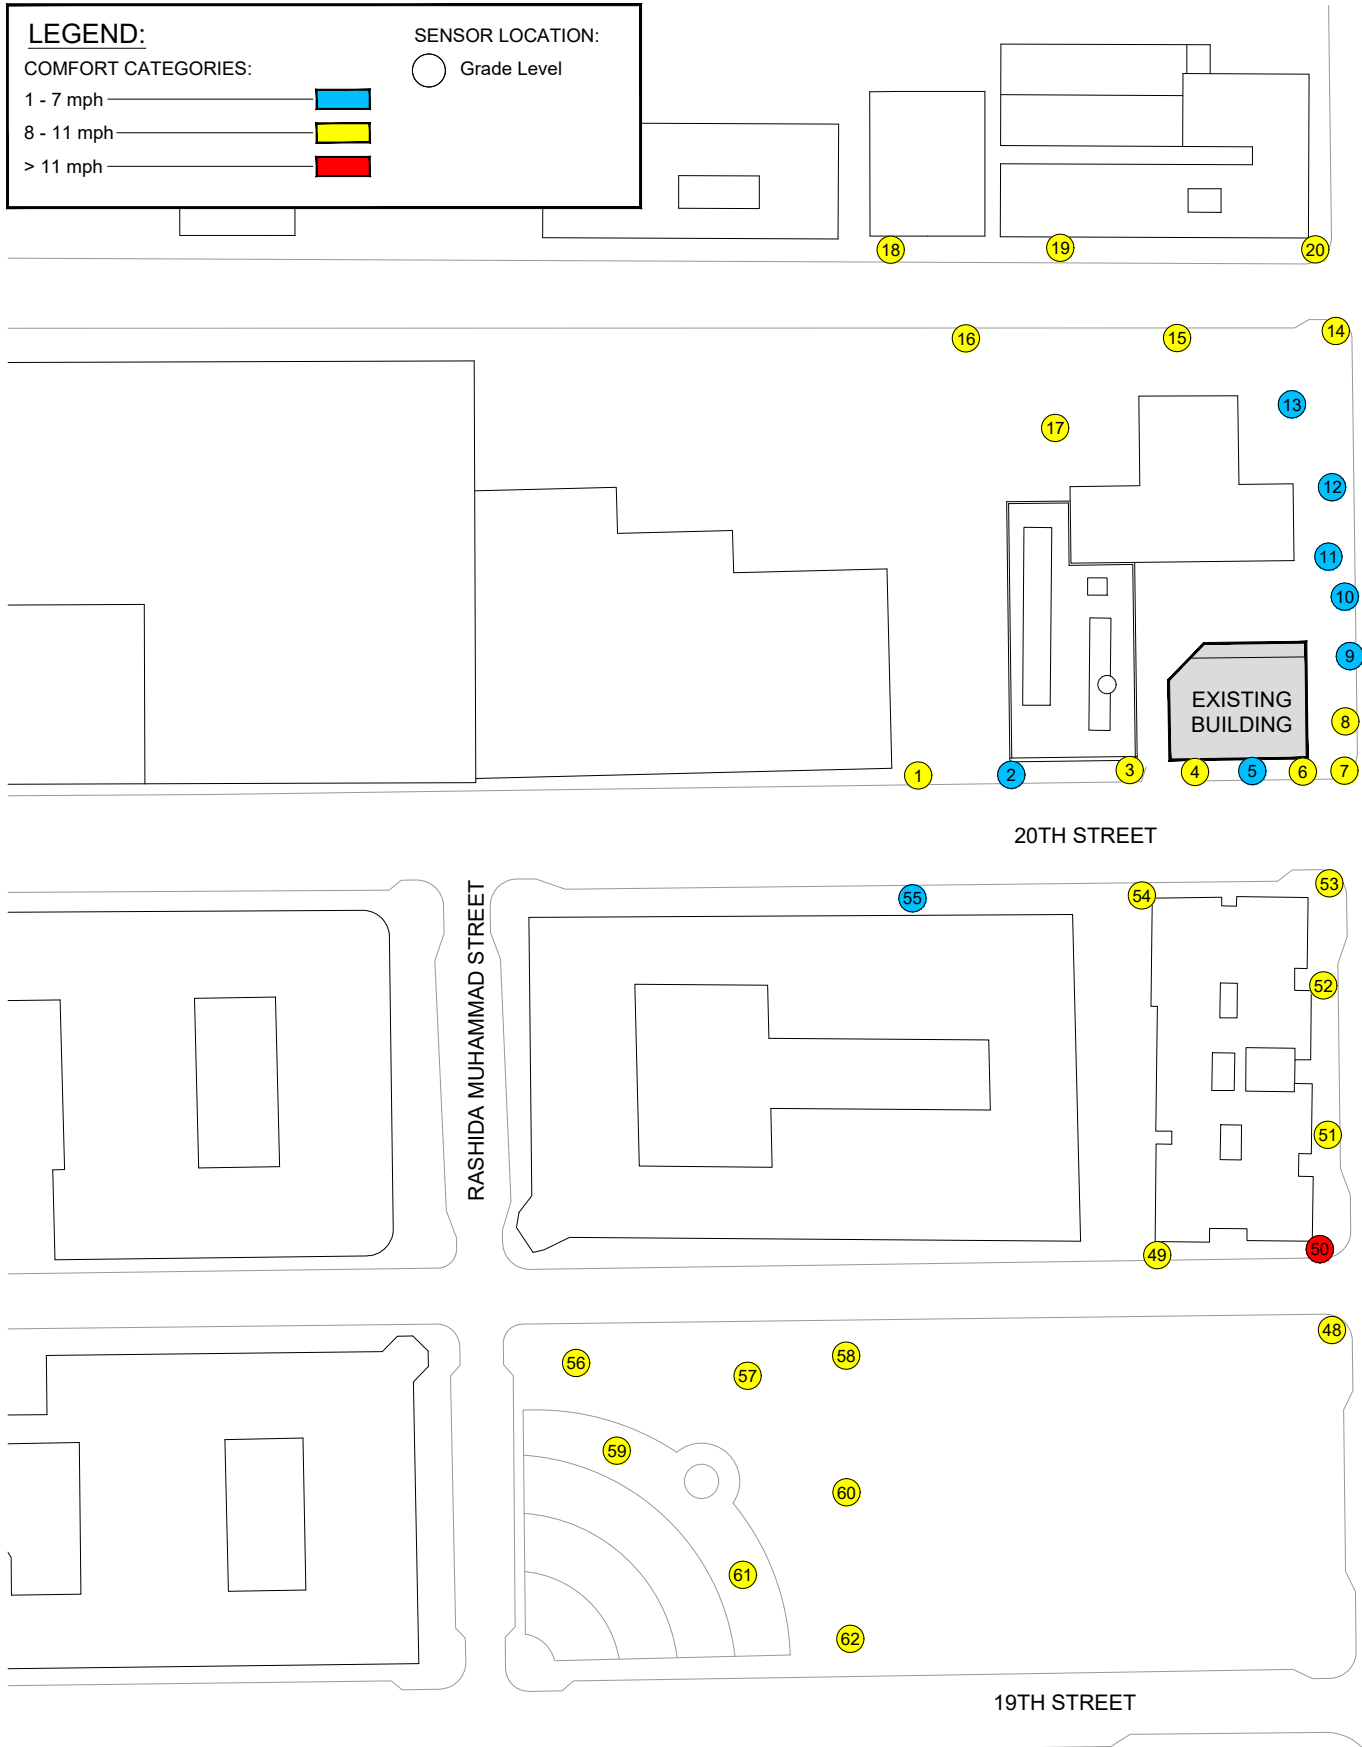 LEGEND:
SENSOR LOCATION:
COMFORT CATEGORIES:
Grade Level
1 - 7 mph
8 - 11 mph
> 11 mph
18
19
20
16
15
14
13
17
12
11
10
9
EXISTING
BUILDING
8
1
2
3
4
5
6
7
20TH STREET
RASHIDA MUHAMMAD STREET
55
54
53
52
51
49
50
48
56
57
58
59
60
61
62
19TH STREET